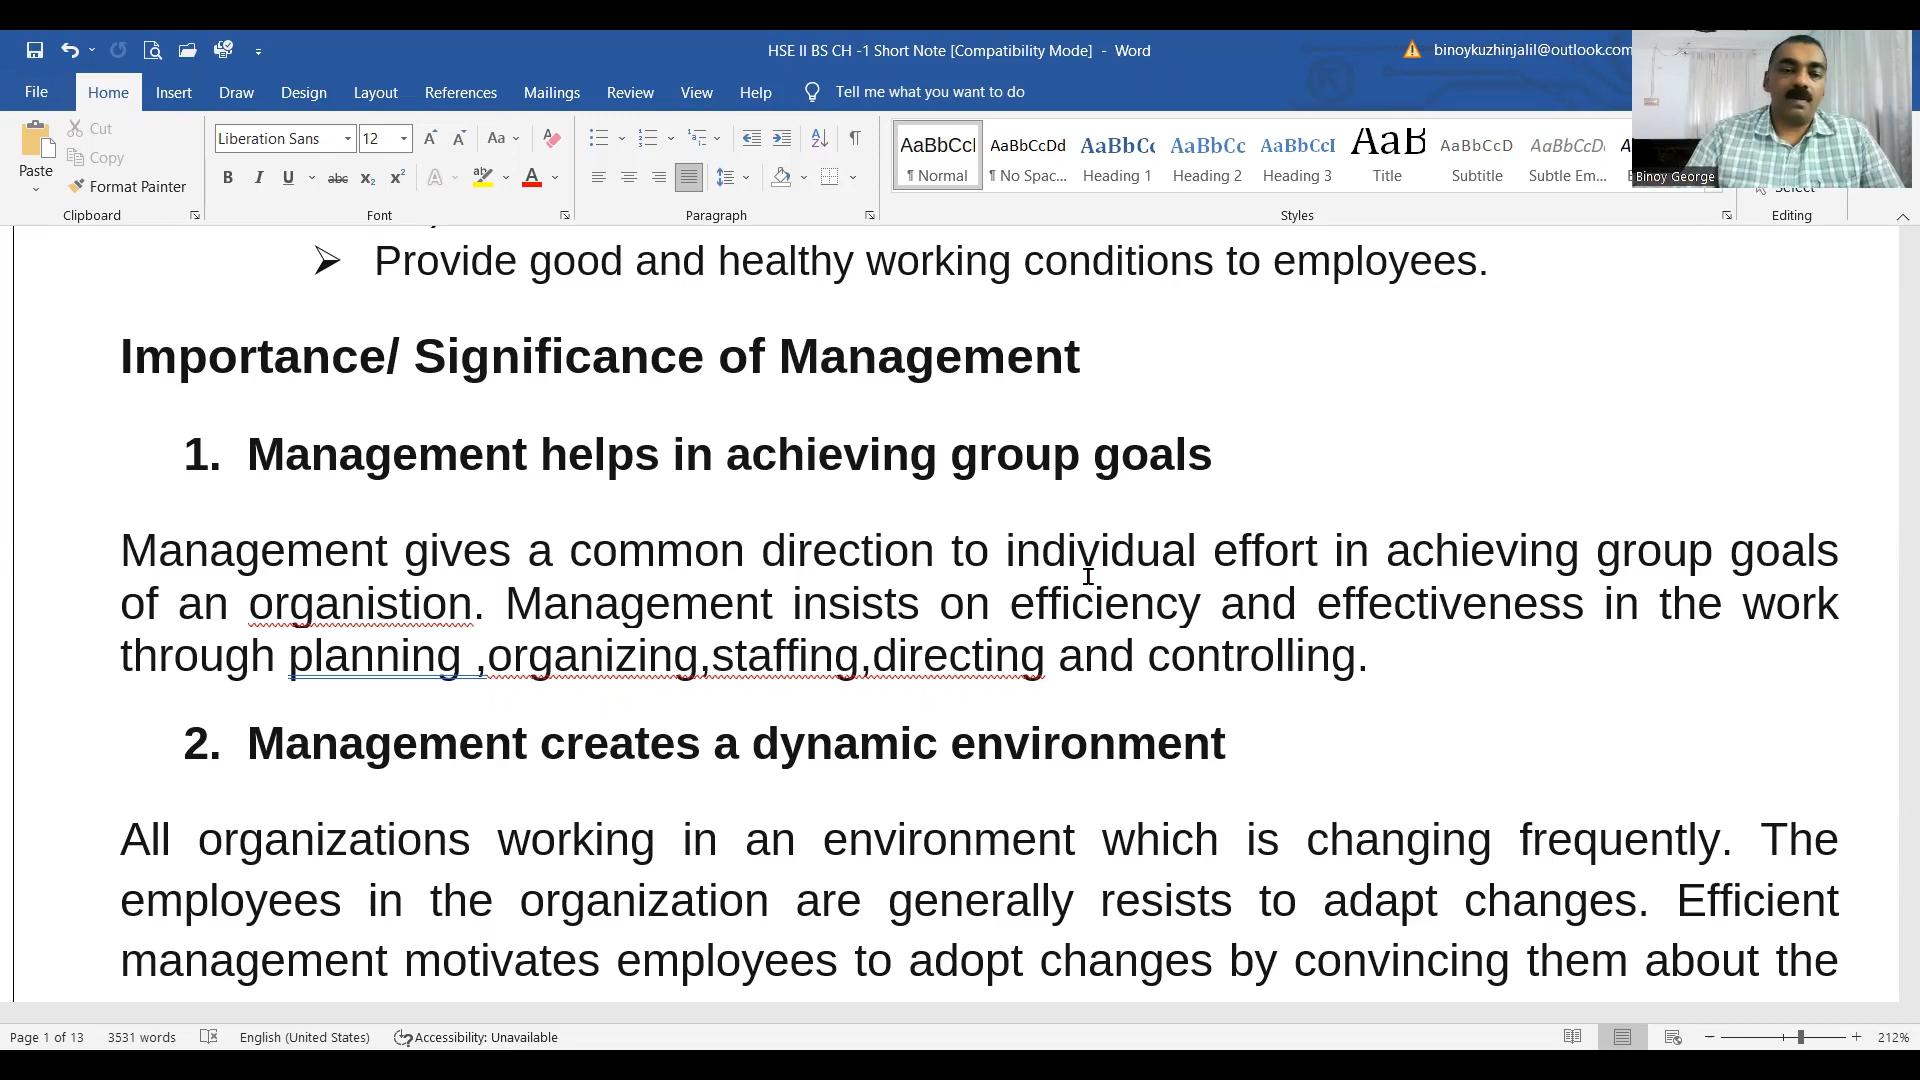 HSE II BS CH -1 Short Note [Compatibility Mode] - Word
binoykuzhinjalil@outlook.com
File Home Insert Draw Design Layout References Mailings Review View Help Tell me what you want to do
Paste
Cut
Copy
Format Painter
Clipboard
Liberation Sans 12
Font
Paragraph
AaBbCcI AaBbCcDd AaBbCc AaBbCc AaBbCcI AaB AaBbCcD AaBbCcDc
¶ Normal ¶ No Spac... Heading 1 Heading 2 Heading 3 Title Subtitle Subtle Em...
Styles
Select
Editing
Binoy George
➢ Provide good and healthy working conditions to employees.
Importance/ Significance of Management
1. Management helps in achieving group goals
Management gives a common direction to individual effort in achieving group goals
of an organistion. Management insists on efficiency and effectiveness in the work
through planning ,organizing,staffing,directing and controlling.
2. Management creates a dynamic environment
All organizations working in an environment which is changing frequently. The
employees in the organization are generally resists to adapt changes. Efficient
management motivates employees to adopt changes by convincing them about the
Page 1 of 13 3531 words English (United States) Accessibility: Unavailable 212%